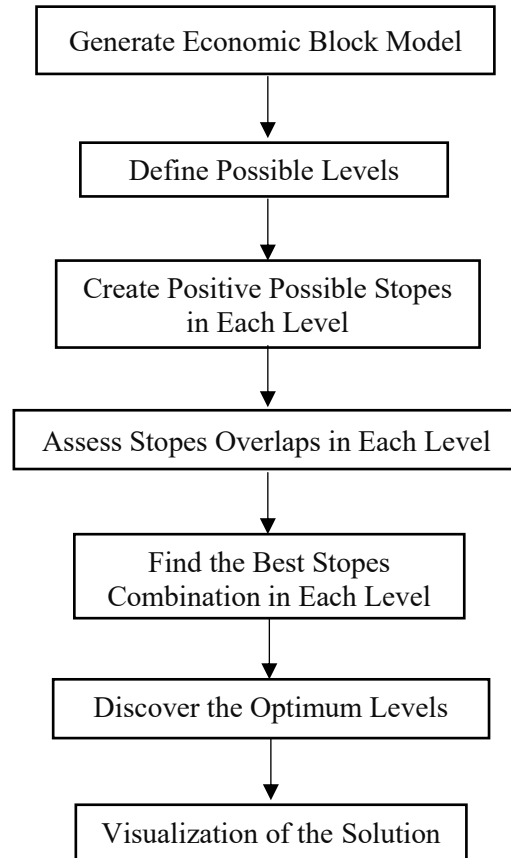 Generate Economic Block Model
Define Possible Levels
Create Positive Possible Stopes
in Each Level
Assess Stopes Overlaps in Each Level
Find the Best Stopes
Combination in Each Level
Discover the Optimum Levels
Visualization of the Solution